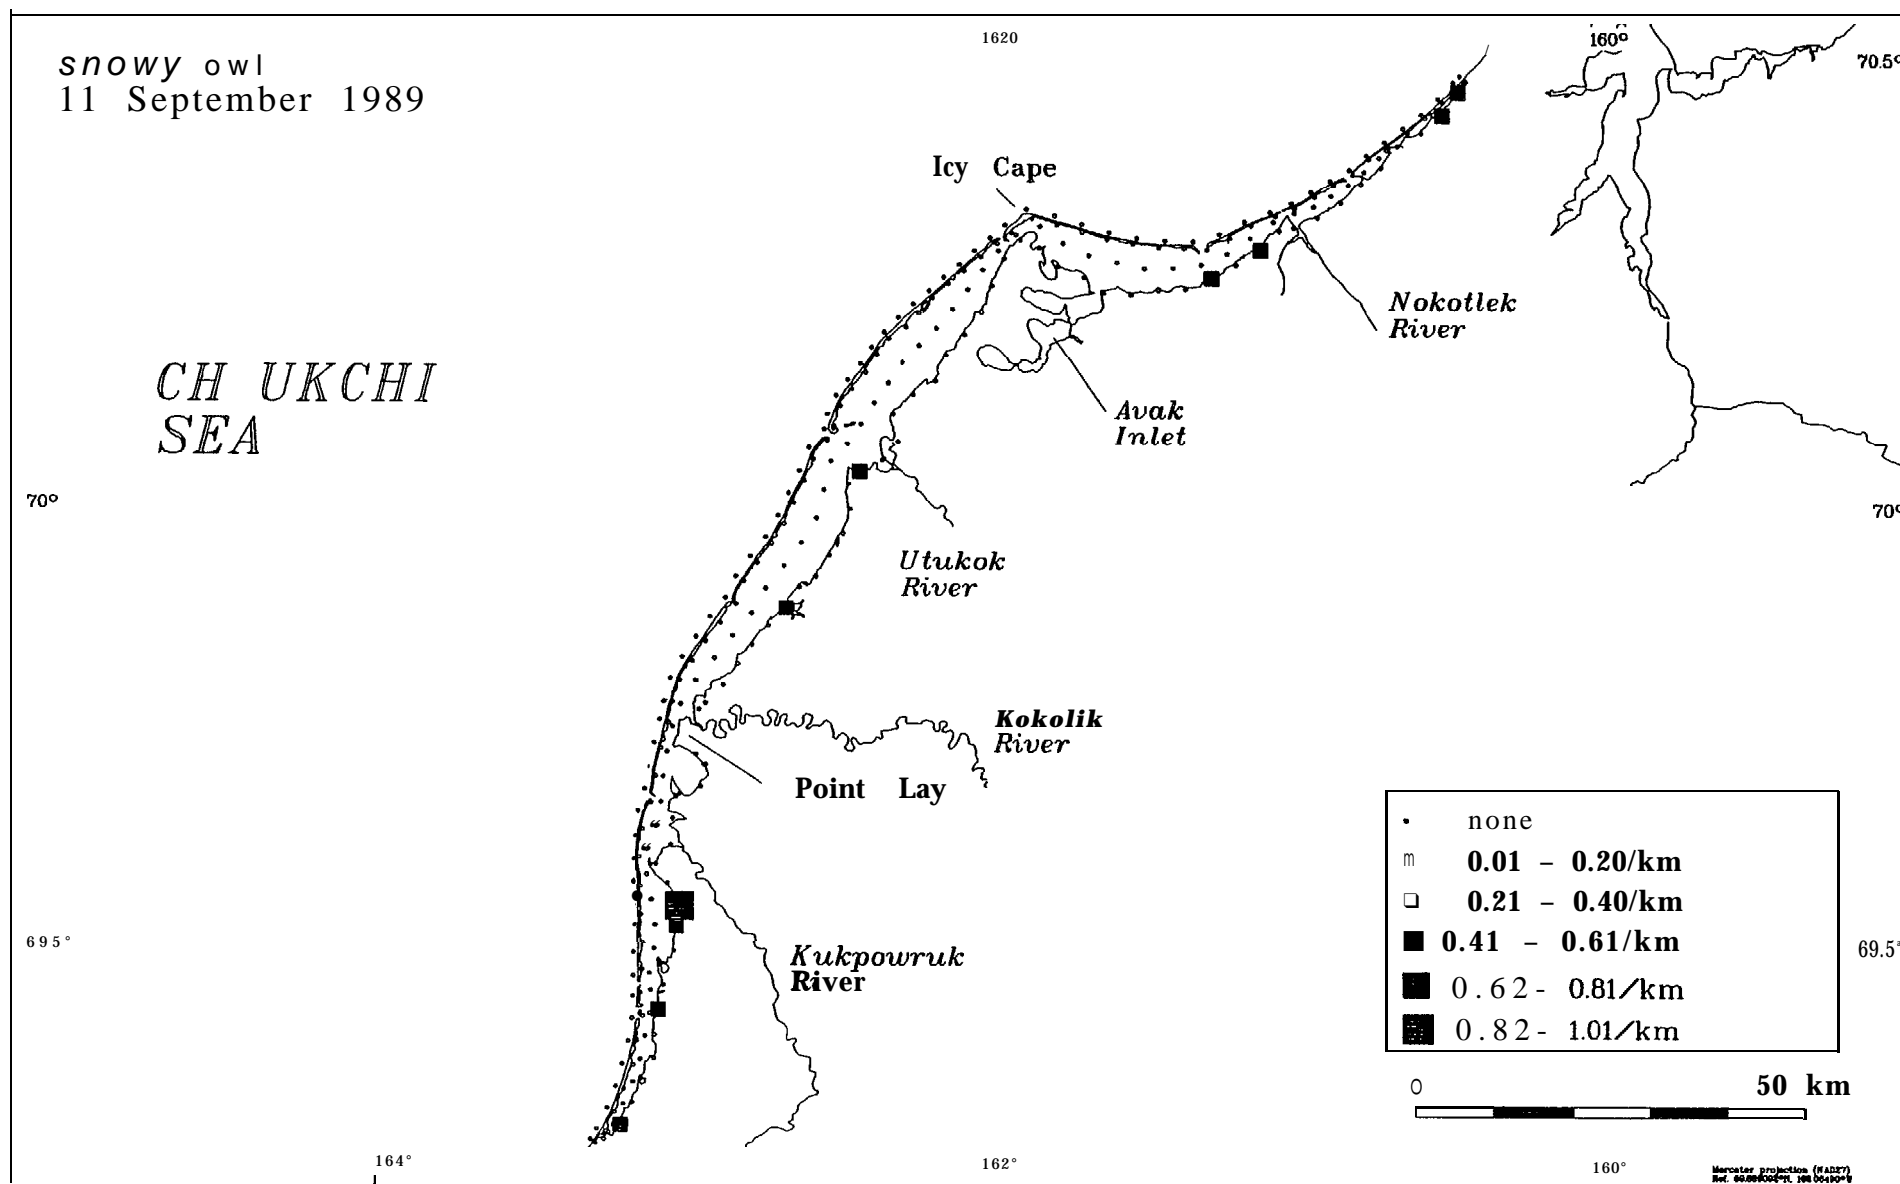 snowy owl
11 September 1989
1620
160°
70.5°
Icy Cape
Nokotlek
River
CH UKCHI
SEA
Avak
Inlet
70°
70°
Utukok
River
Kokolik
River
Point Lay
none
m 0.01 – 0.20/km
0.21 – 0.40/km
0.41 – 0.61/km
0.62- 0.81/km
0.82- 1.01/km
695°
69.5°
Kukpowruk
River
0 50 km
164°
162°
160°
Mercater projection (NAD27)